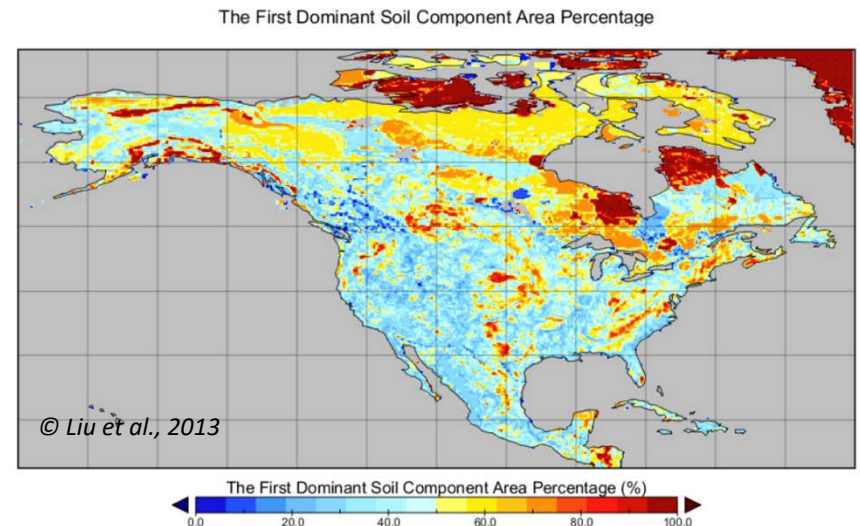 The First Dominant Soil Component Area Percentage
© Liu et al., 2013
The First Dominant Soil Component Area Percentage (%)
0.0 20.0 40.0 60.0 80.0 100.0